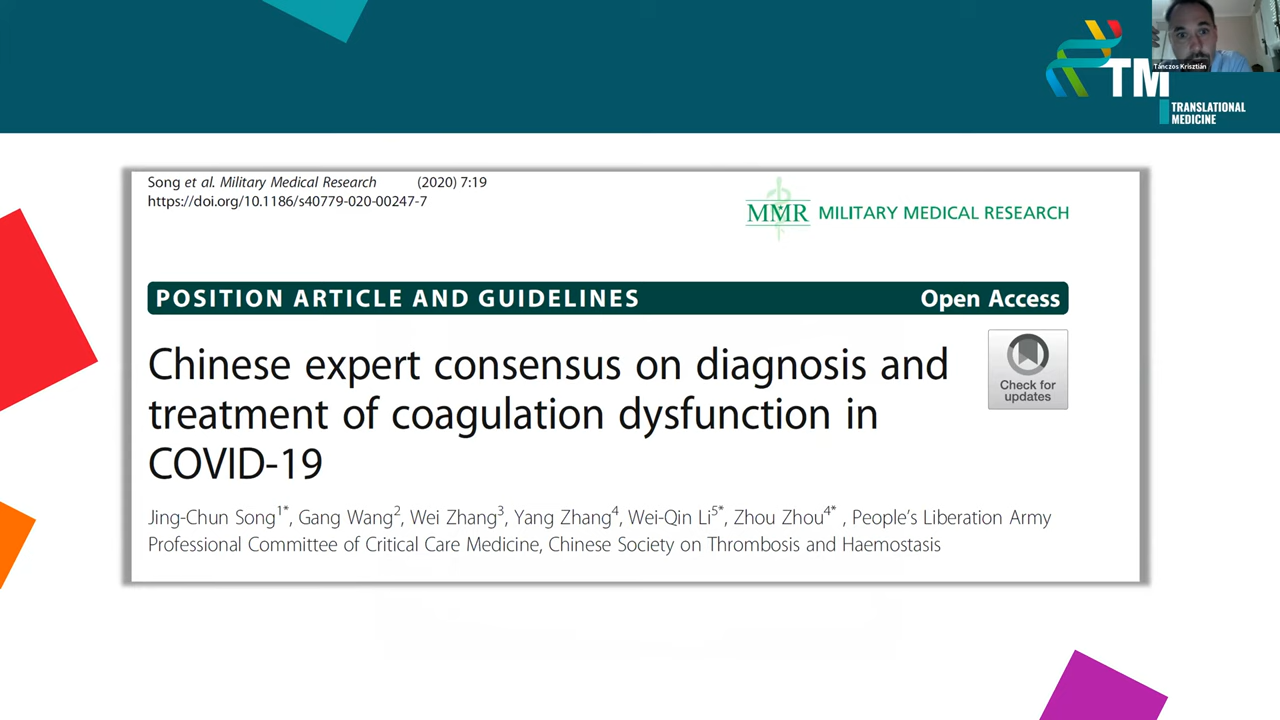 Tánczos Krisztián
TM
TRANSLATIONAL
MEDICINE
Song et al. Military Medical Research (2020) 7:19
https://doi.org/10.1186/s40779-020-00247-7
MMR MILITARY MEDICAL RESEARCH
POSITION ARTICLE AND GUIDELINES Open Access
Chinese expert consensus on diagnosis and
treatment of coagulation dysfunction in
COVID-19
Check for
updates
Jing-Chun Song1*, Gang Wang2, Wei Zhang3, Yang Zhang4, Wei-Qin Li5*, Zhou Zhou4* , People's Liberation Army
Professional Committee of Critical Care Medicine, Chinese Society on Thrombosis and Haemostasis